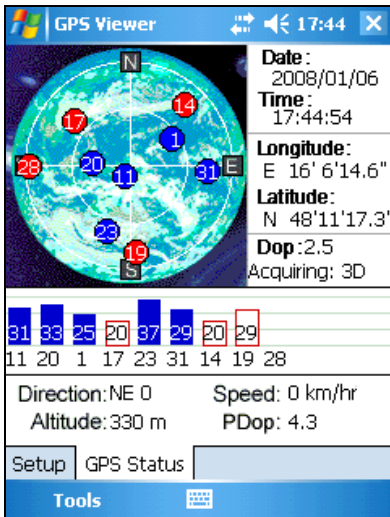 GPS Viewer 17:44
N
14
17
1
28
20
11
31
E
23
19
S
Date:
2008/01/06
Time:
17:44:54
Longitude:
E 16' 6'14.6"
Latitude:
N 48'11'17.3"
Dop:2.5
Acquiring: 3D
31 33 25 20 37 29 20 29
11 20 1 17 23 31 14 19 28
Direction:NE 0 Speed: 0 km/hr
Altitude:330 m PDop: 4.3
Setup GPS Status
Tools